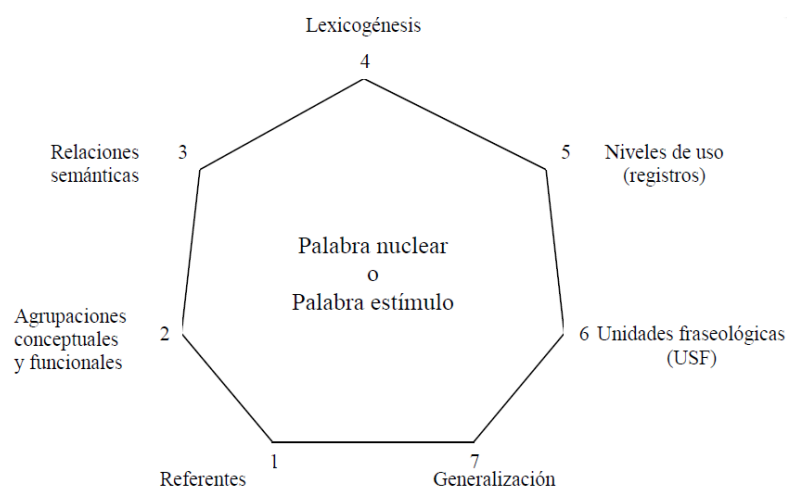 Lexicogénesis
4
Relaciones
semánticas
3
5
Niveles de uso
(registros)
Palabra nuclear
o
Palabra estímulo
Agrupaciones
conceptuales
y funcionales
2
6 Unidades fraseológicas
(USF)
1
Referentes
7
Generalización